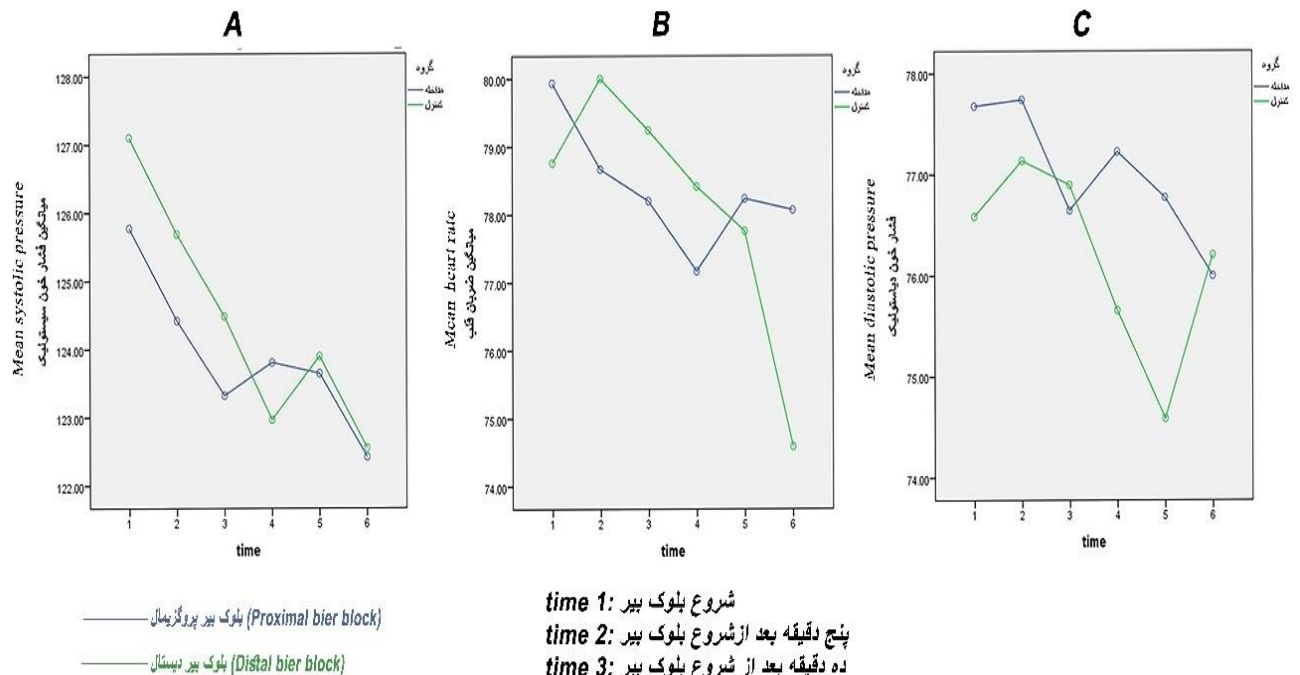 A
B
C
128.00
127.00
126.00
125.00
124.00
123.00
122.00
Mean systolic pressure
میانگین فشار خون سیستولیک
1 2 3 4 5 6
time
گروه
مداخله
کنترل
80.00
79.00
78.00
77.00
76.00
75.00
74.00
Mean heart rate
میانگین ضربان قلب
1 2 3 4 5 6
time
گروه
مداخله
کنترل
78.00
77.00
76.00
75.00
74.00
Mean diastolic pressure
فشار خون دیاستولیک
1 2 3 4 5 6
time
گروه
مداخله
کنترل
بلوک بیر پروگزیمال (Proximal bier block)
بلوک بیر دیستال (Distal bier block)
time 1: شروع بلوک بیر
time 2: پنج دقیقه بعد ازشروع بلوک بیر
time 3: ده دقیقه بعد از شروع بلوک بیر